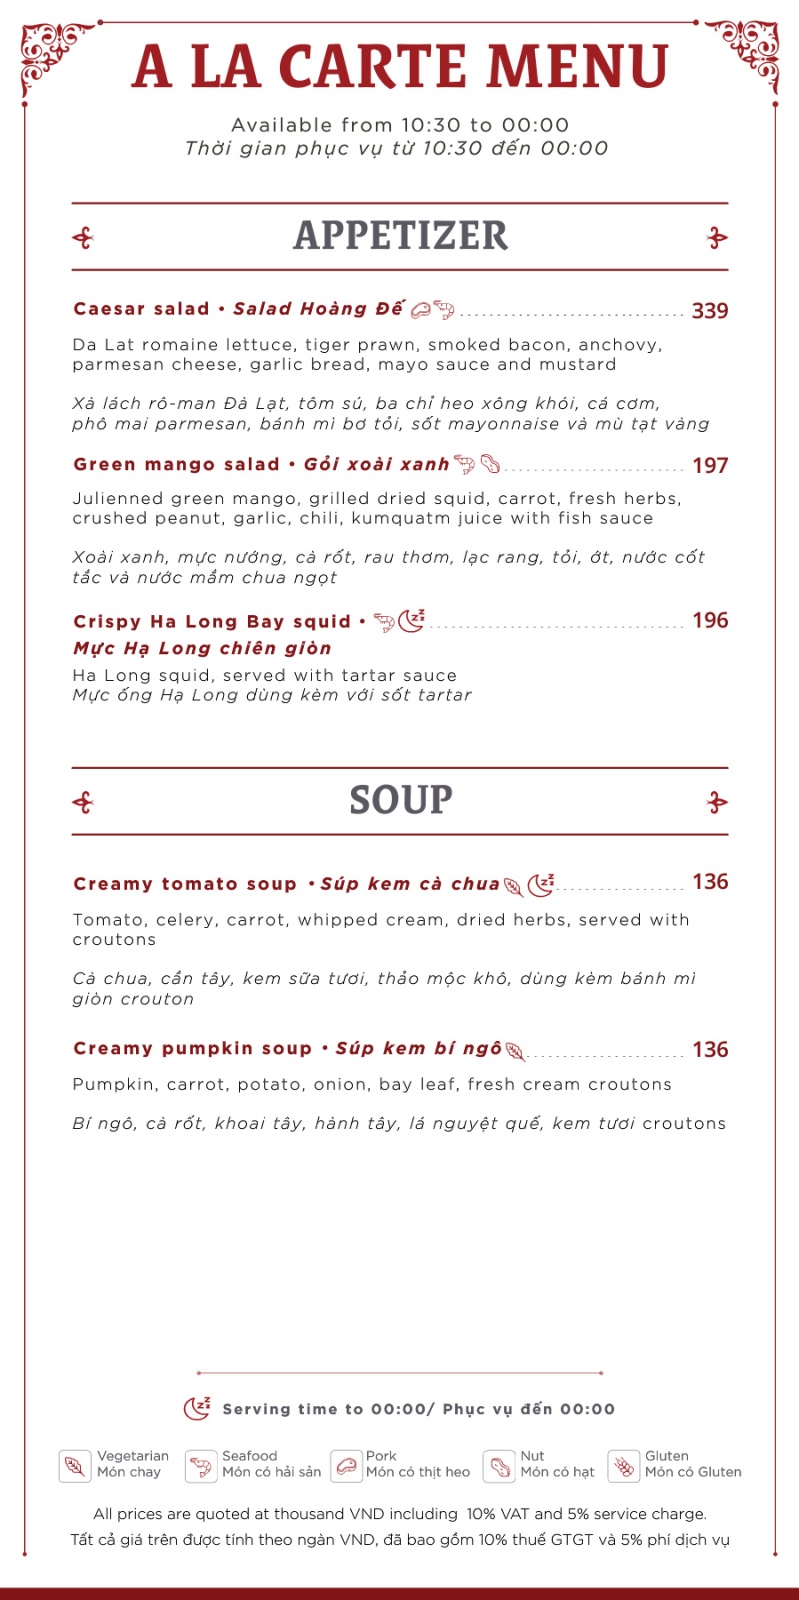 A LA CARTE MENU
Available from 10:30 to 00:00
Thời gian phục vụ từ 10:30 đến 00:00
APPETIZER
Caesar salad • Salad Hoàng Đế 339
Da Lat romaine lettuce, tiger prawn, smoked bacon, anchovy,
parmesan cheese, garlic bread, mayo sauce and mustard
Xà lách rô-man Đà Lạt, tôm sú, ba chỉ heo xông khói, cá cơm,
phô mai parmesan, bánh mì bơ tỏi, sốt mayonnaise và mù tạt vàng
Green mango salad • Gỏi xoài xanh 197
Julienned green mango, grilled dried squid, carrot, fresh herbs,
crushed peanut, garlic, chili, kumquatm juice with fish sauce
Xoài xanh, mực nướng, cà rốt, rau thơm, lạc rang, tỏi, ớt, nước cốt
tắc và nước mắm chua ngọt
Crispy Ha Long Bay squid • 196
Mực Hạ Long chiên giòn
Ha Long squid, served with tartar sauce
Mực ống Hạ Long dùng kèm với sốt tartar
SOUP
Creamy tomato soup • Súp kem cà chua 136
Tomato, celery, carrot, whipped cream, dried herbs, served with
croutons
Cà chua, cần tây, kem sữa tươi, thảo mộc khô, dùng kèm bánh mì
giòn crouton
Creamy pumpkin soup • Súp kem bí ngô 136
Pumpkin, carrot, potato, onion, bay leaf, fresh cream croutons
Bí ngô, cà rốt, khoai tây, hành tây, lá nguyệt quế, kem tươi croutons
Serving time to 00:00/ Phục vụ đến 00:00
Vegetarian Seafood Pork Nut Gluten
Món chay Món có hải sản Món có thịt heo Món có hạt Món có Gluten
All prices are quoted at thousand VND including 10% VAT and 5% service charge.
Tất cả giá trên được tính theo ngàn VND, đã bao gồm 10% thuế GTGT và 5% phí dịch vụ